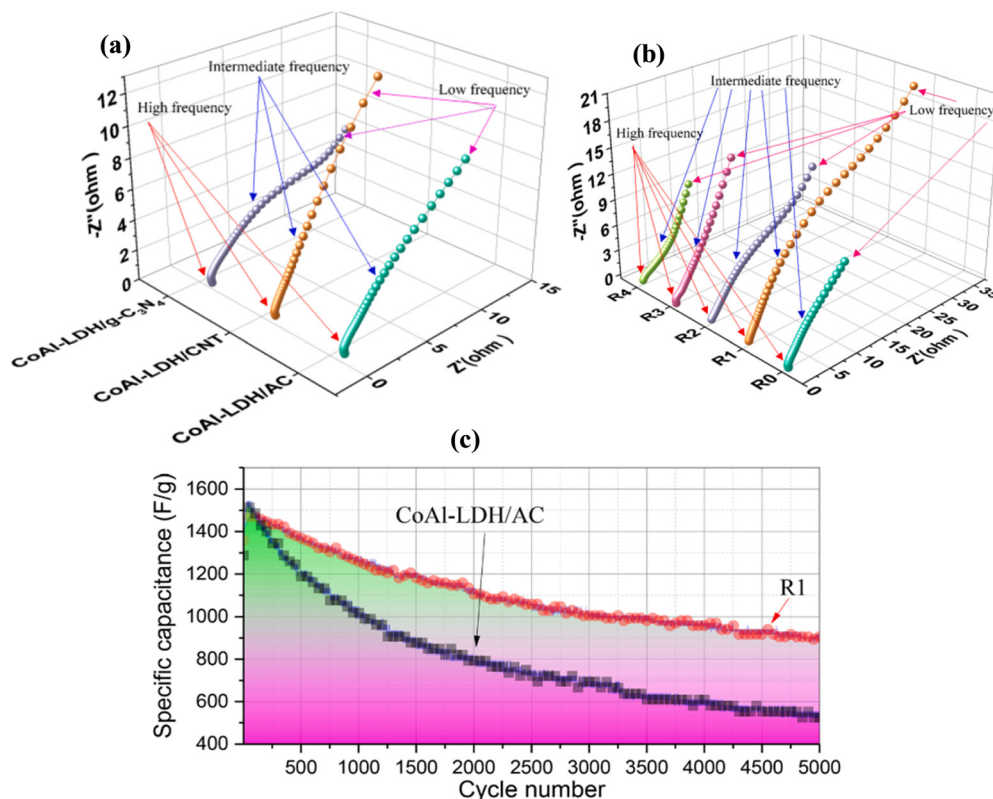 (a)
Intermediate frequency
High frequency
Low frequency
-Z''(ohm )
12
10
8
6
4
2
0
CoAl-LDH/g-C₃N₄
CoAl-LDH/CNT
CoAl-LDH/AC
0
5
10
15
Z'(ohm )
(b)
Intermediate frequency
High frequency
Low frequency
-Z''(ohm )
21
18
15
12
9
6
3
0
R4
R3
R2
R1
R0
0
5
10
15
20
25
30
35
Z'(ohm )
(c)
Specific capacitance (F/g)
1600
1400
1200
1000
800
600
400
CoAl-LDH/AC
R1
500 1000 1500 2000 2500 3000 3500 4000 4500 5000
Cycle number